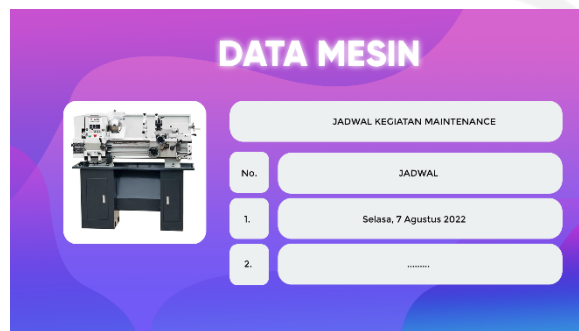 DATA MESIN
JADWAL KEGIATAN MAINTENANCE
No. JADWAL
1. Selasa, 7 Agustus 2022
2. .........